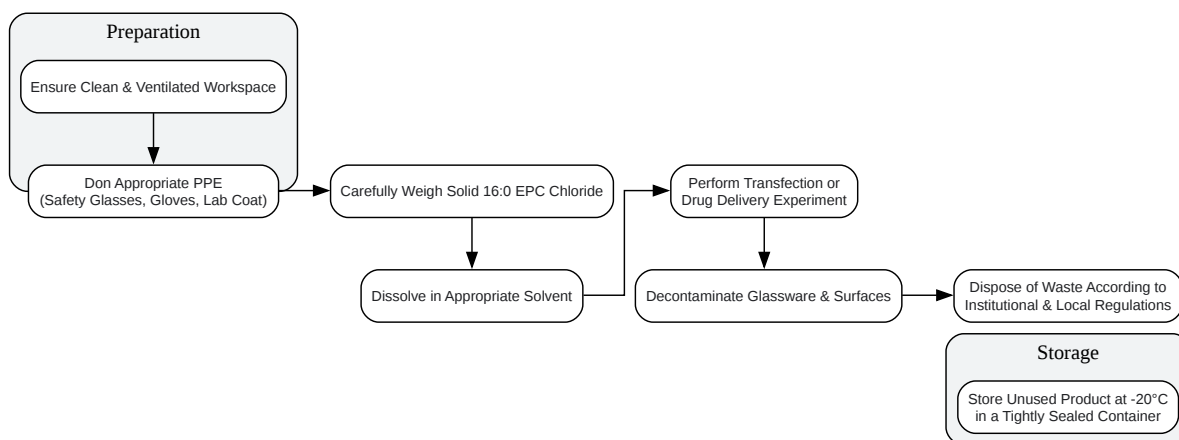 Preparation
Ensure Clean & Ventilated Workspace
Don Appropriate PPE
(Safety Glasses, Gloves, Lab Coat)
Carefully Weigh Solid 16:0 EPC Chloride
Dissolve in Appropriate Solvent
Perform Transfection or
Drug Delivery Experiment
Decontaminate Glassware & Surfaces
Dispose of Waste According to
Institutional & Local Regulations
Storage
Store Unused Product at -20°C
in a Tightly Sealed Container